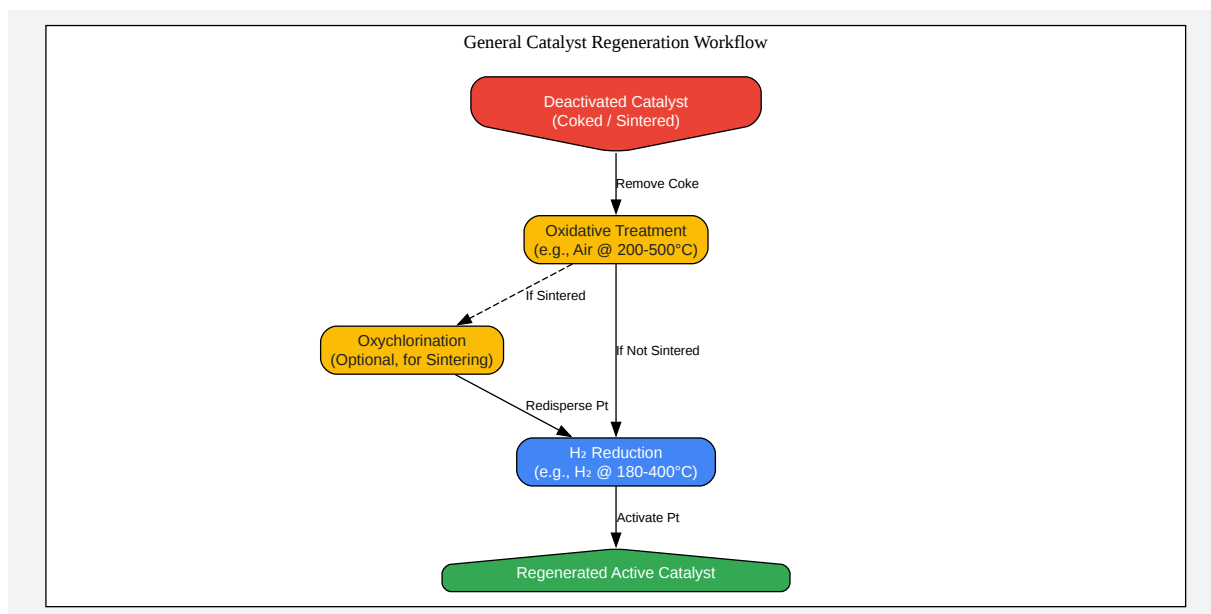 General Catalyst Regeneration Workflow
Deactivated Catalyst
(Coked / Sintered)
Remove Coke
Oxidative Treatment
(e.g., Air @ 200-500°C)
If Sintered
Oxychlorination
(Optional, for Sintering)
If Not Sintered
Redisperse Pt
H₂ Reduction
(e.g., H₂ @ 180-400°C)
Activate Pt
Regenerated Active Catalyst